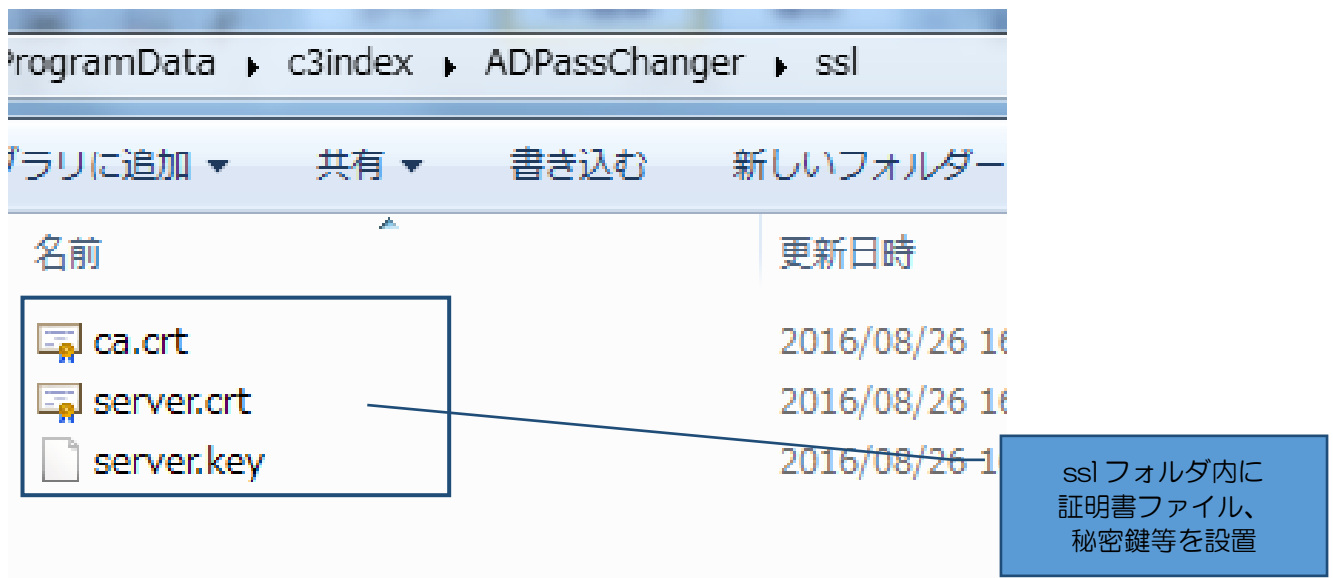 ProgramData ▸ c3index ▸ ADPassChanger ▸ ssl
ブラリに追加 ▼ 共有 ▼ 書き込む 新しいフォルダー
名前 更新日時
ca.crt 2016/08/26 16
server.crt 2016/08/26 16
server.key 2016/08/26 1
ssl フォルダ内に
証明書ファイル、
秘密鍵等を設置